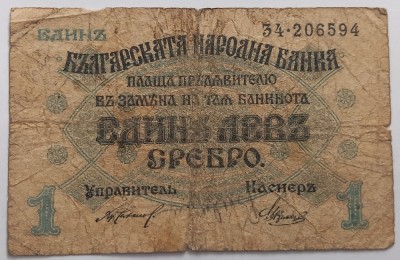 ЕДИНЪ 34·206594
БЪЛГАРСКАТА НАРОДНА БАНКА
ПЛАЩА ПРѢДЯВИТЕЛЮ
ВЪ ЗАМѢНА НА ТАЯ БАНКНОТА
ЕДИНЪ ЛЕВЪ
СРЕБРО.
Управитель Касиеръ
1 1